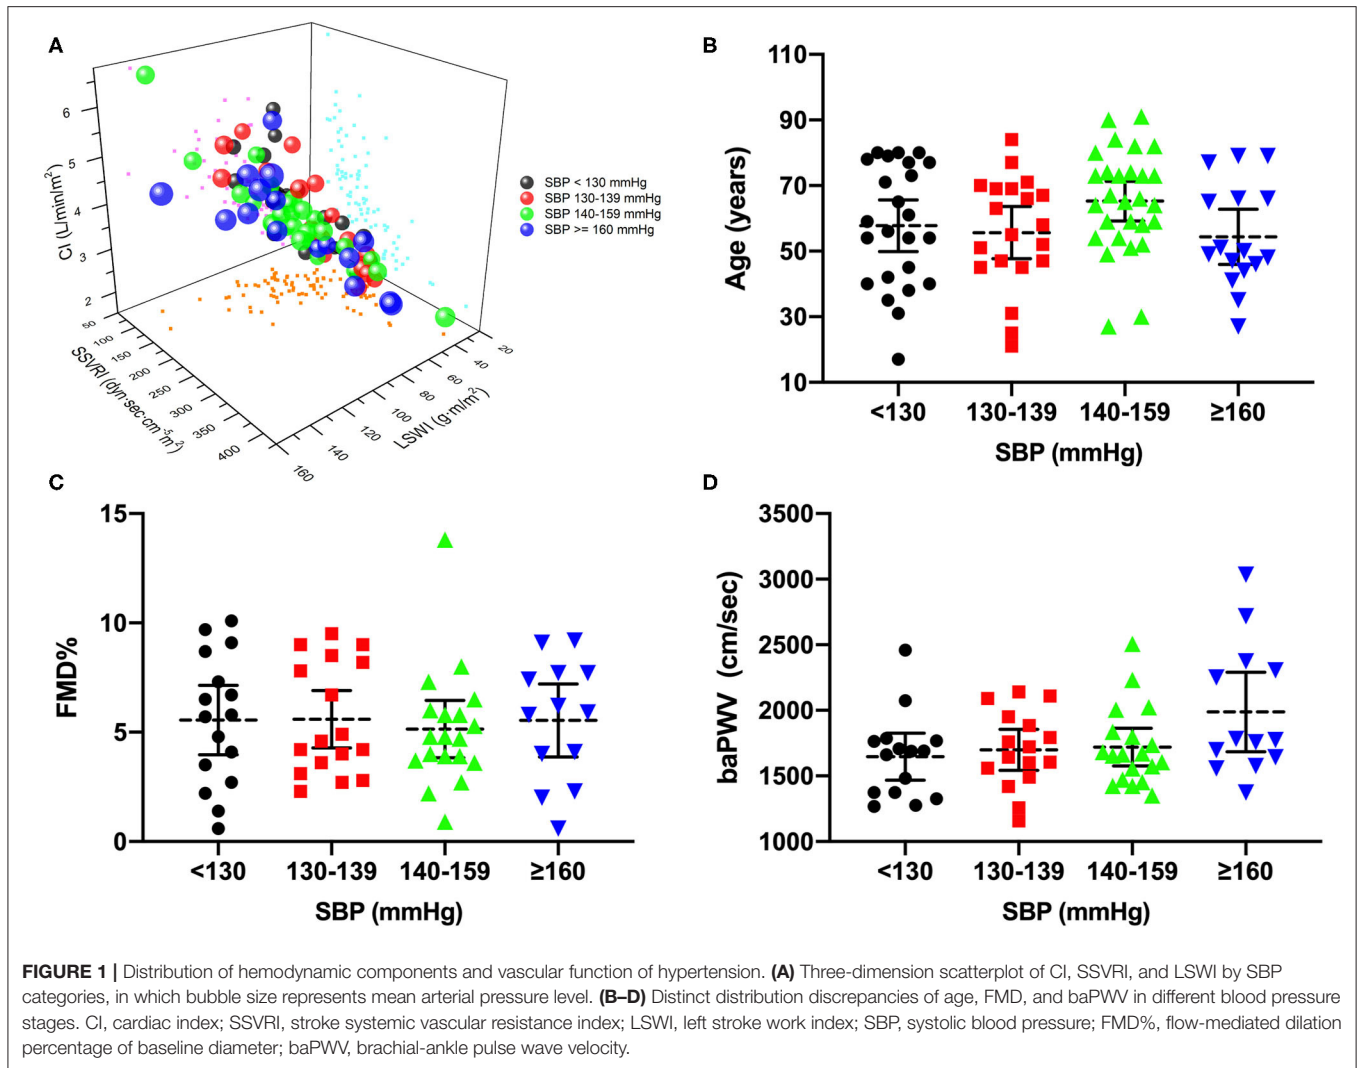 A
CI (L/min/m²)
6
5
4
3
2
50
100
150
200
250
300
350
400
SSVRI (dyn·sec·cm⁻⁵m²)
160
140
120
100
80
60
40
20
LSWI (g·m/m²)
SBP < 130 mmHg
SBP 130-139 mmHg
SBP 140-159 mmHg
SBP >= 160 mmHg
B
Age (years)
110
90
70
50
30
10
<130 130-139 140-159 ≥160
SBP (mmHg)
C
FMD%
15
10
5
0
<130 130-139 140-159 ≥160
SBP (mmHg)
D
baPWV (cm/sec)
3500
3000
2500
2000
1500
1000
<130 130-139 140-159 ≥160
SBP (mmHg)
FIGURE 1 | Distribution of hemodynamic components and vascular function of hypertension. (A) Three-dimension scatterplot of CI, SSVRI, and LSWI by SBP
categories, in which bubble size represents mean arterial pressure level. (B–D) Distinct distribution discrepancies of age, FMD, and baPWV in different blood pressure
stages. CI, cardiac index; SSVRI, stroke systemic vascular resistance index; LSWI, left stroke work index; SBP, systolic blood pressure; FMD%, flow-mediated dilation
percentage of baseline diameter; baPWV, brachial-ankle pulse wave velocity.